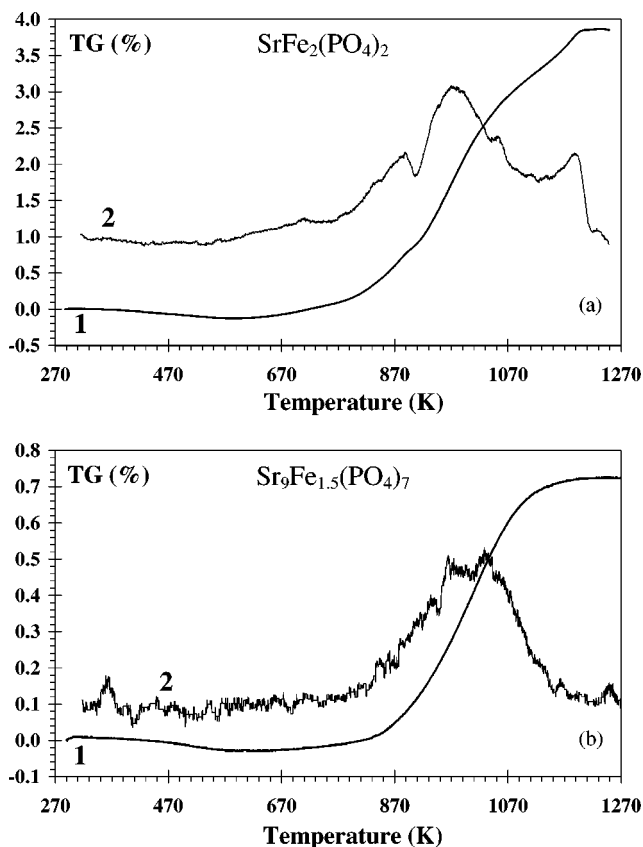 4.0
TG (%) SrFe₂(PO₄)₂
3.5
3.0
2.5
2.0
1.5
2
1.0
0.5
0.0
1 (a)
-0.5
270 470 670 870 1070 1270
Temperature (K)
0.8
TG (%) Sr₉Fe₁.₅(PO₄)₇
0.7
0.6
0.5
0.4
0.3
0.2
2
0.1
0.0
1 (b)
-0.1
270 470 670 870 1070 1270
Temperature (K)